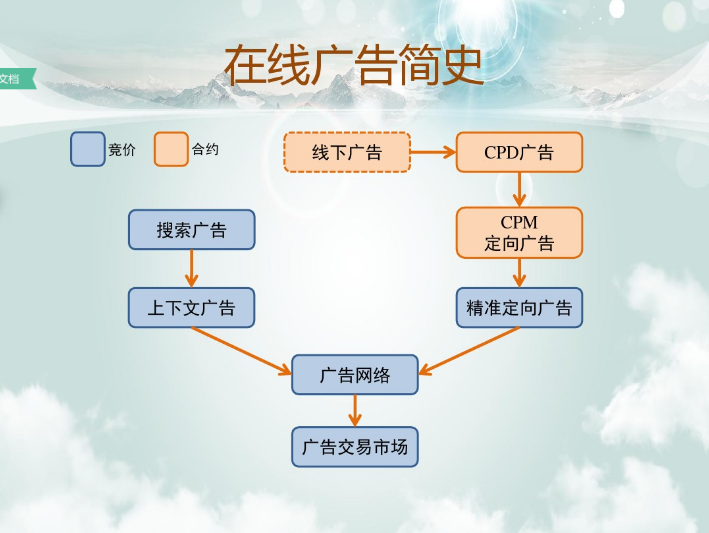 在线广告简史
文档
竞价
合约
线下广告
CPD广告
搜索广告
CPM
定向广告
上下文广告
精准定向广告
广告网络
广告交易市场